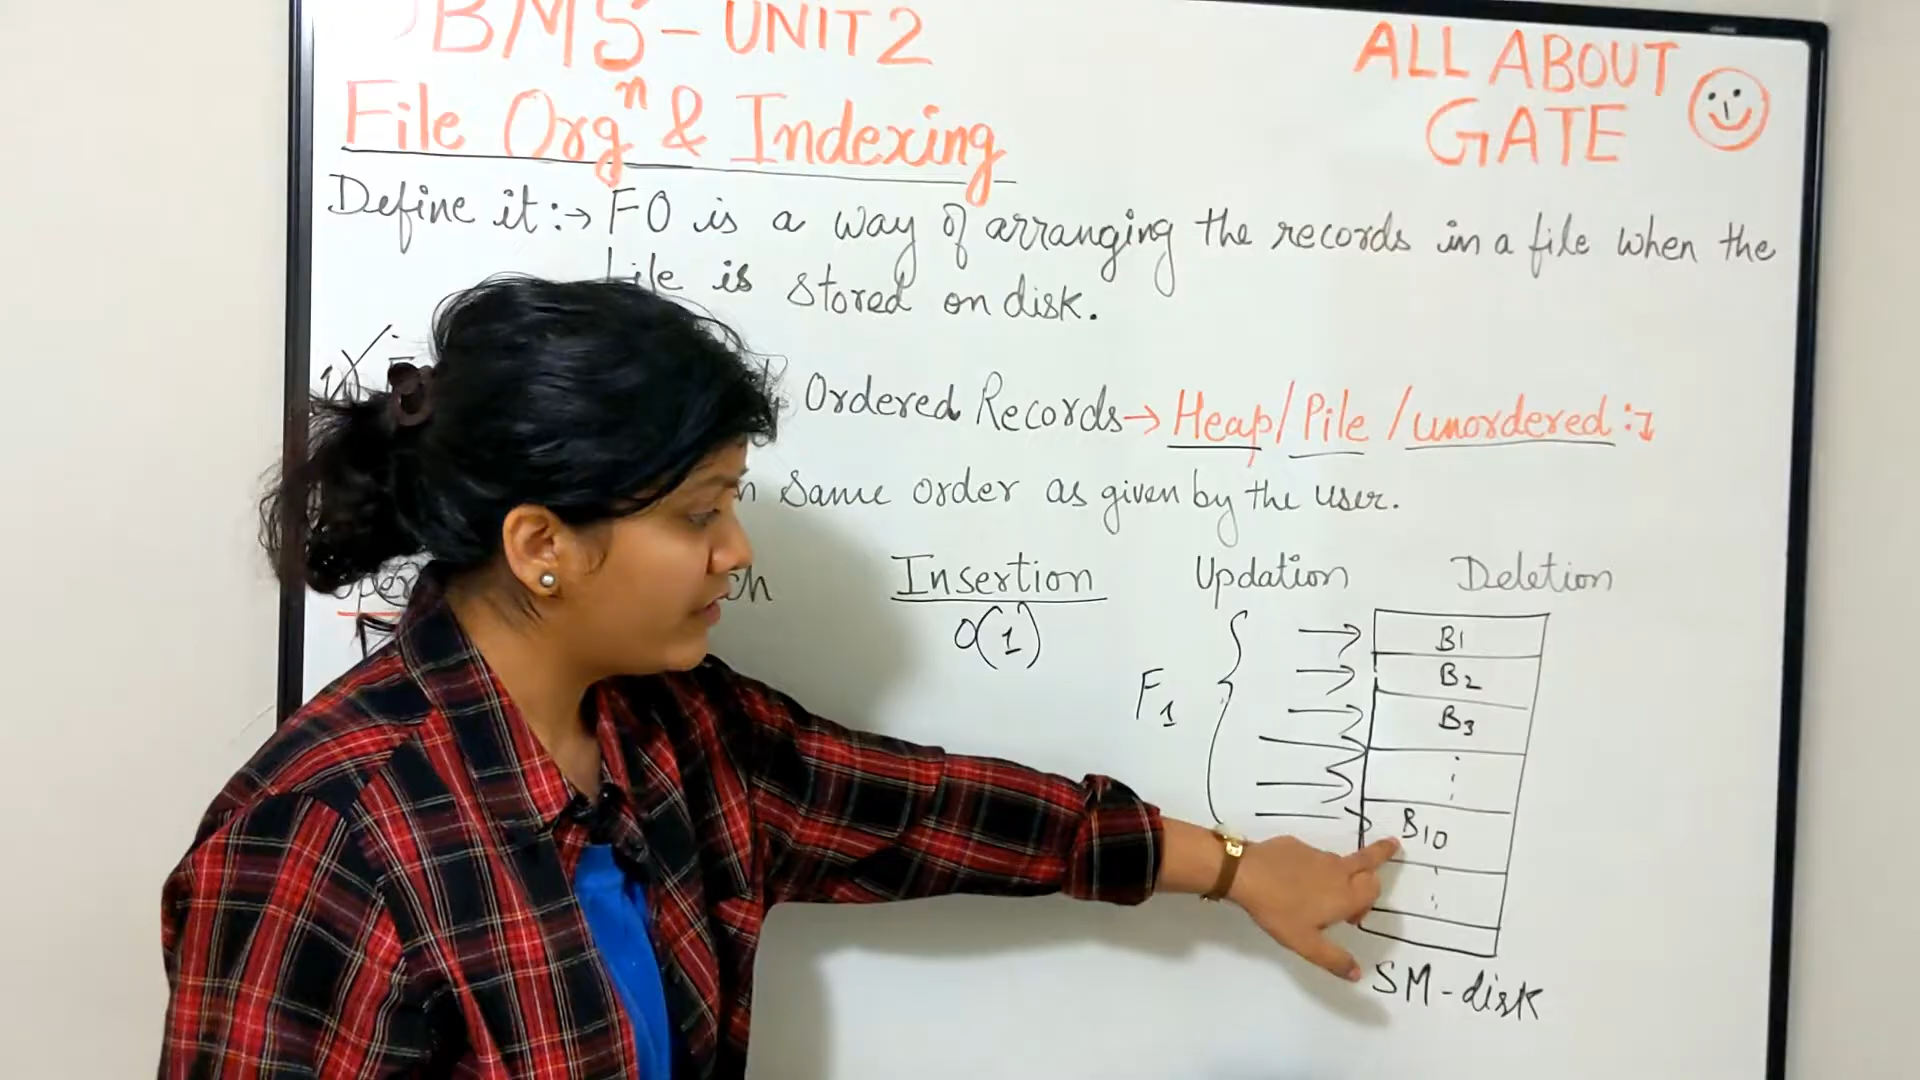 DBMS - UNIT 2
ALL ABOUT
GATE
File Orgⁿ & Indexing
Define it:→ FO is a way of arranging the records in a file when the
file is stored on disk.
1) Ordered Records → Heap / Pile / unordered :↴
same order as given by the user.
Insertion Updation Deletion
O(1)
F1
B1
B2
B3
B10
SM - disk